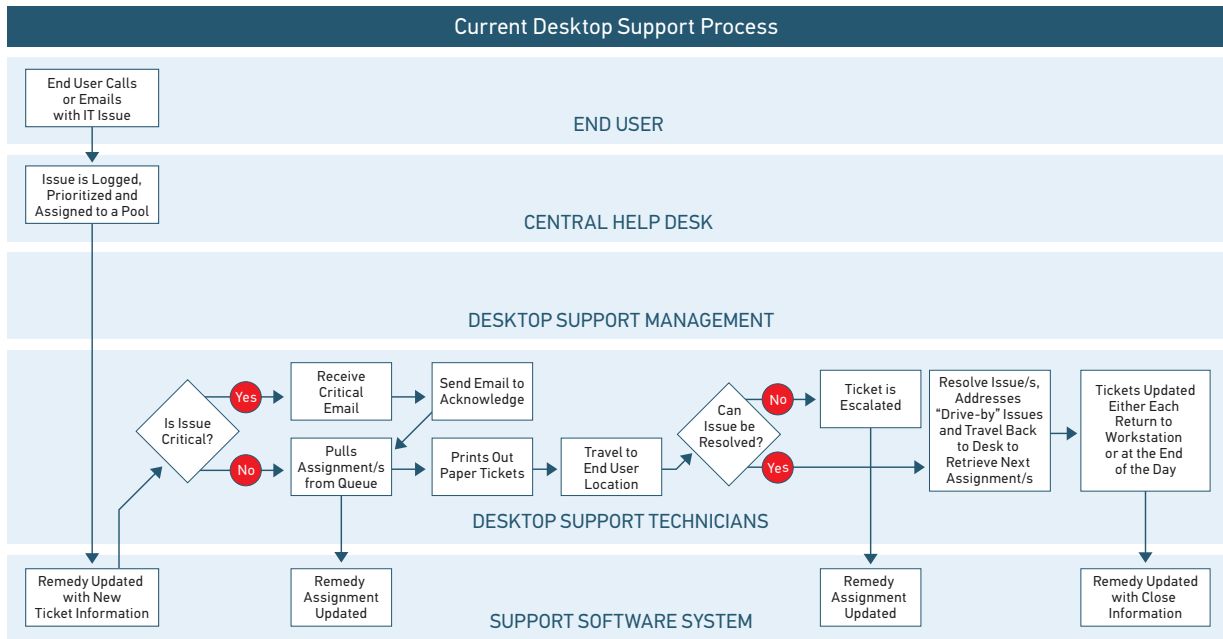 Current Desktop Support Process
End User Calls
or Emails
with IT Issue
END USER
Issue is Logged,
Prioritized and
Assigned to a Pool
CENTRAL HELP DESK
DESKTOP SUPPORT MANAGEMENT
Is Issue
Critical?
Yes
Receive
Critical
Email
Send Email to
Acknowledge
No
Pulls
Assignment/s
from Queue
Prints Out
Paper Tickets
Travel to
End User
Location
Can
Issue be
Resolved?
No
Ticket is
Escalated
Yes
Resolve Issue/s,
Addresses
“Drive-by” Issues
and Travel Back
to Desk to
Retrieve Next
Assignment/s
Tickets Updated
Either Each
Return to
Workstation
or at the End
of the Day
DESKTOP SUPPORT TECHNICIANS
Remedy Updated
with New
Ticket Information
Remedy
Assignment
Updated
Remedy
Assignment
Updated
Remedy Updated
with Close
Information
SUPPORT SOFTWARE SYSTEM